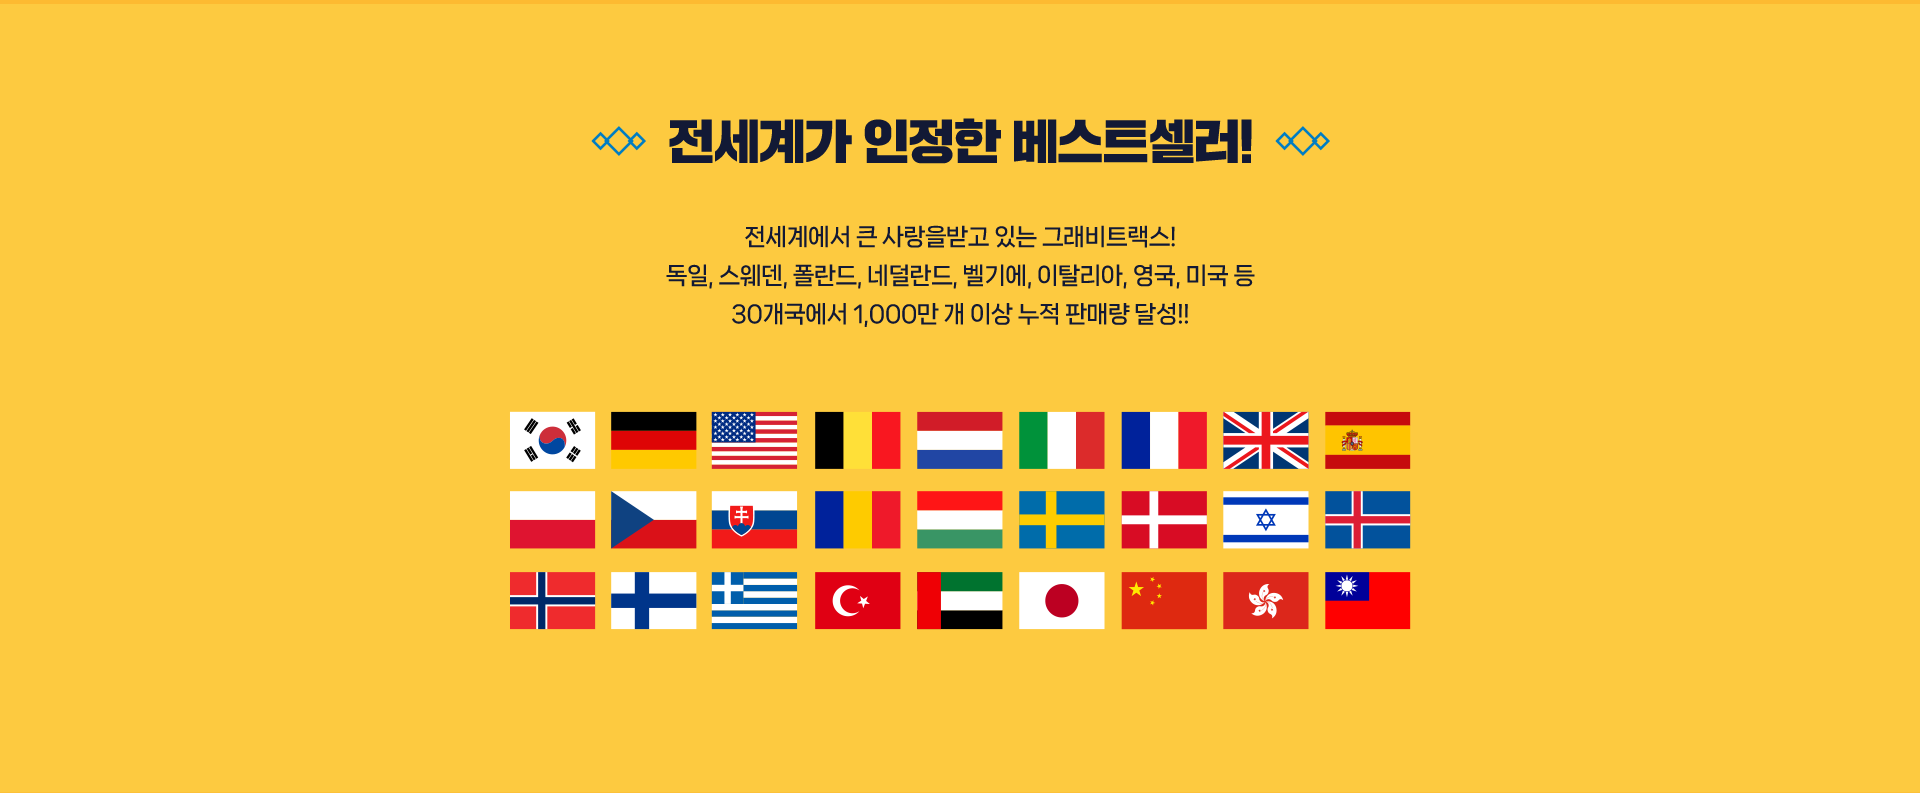 전세계가 인정한 베스트셀러!
전세계에서 큰 사랑을받고 있는 그래비트랙스!
독일, 스웨덴, 폴란드, 네덜란드, 벨기에, 이탈리아, 영국, 미국 등
30개국에서 1,000만 개 이상 누적 판매량 달성!!